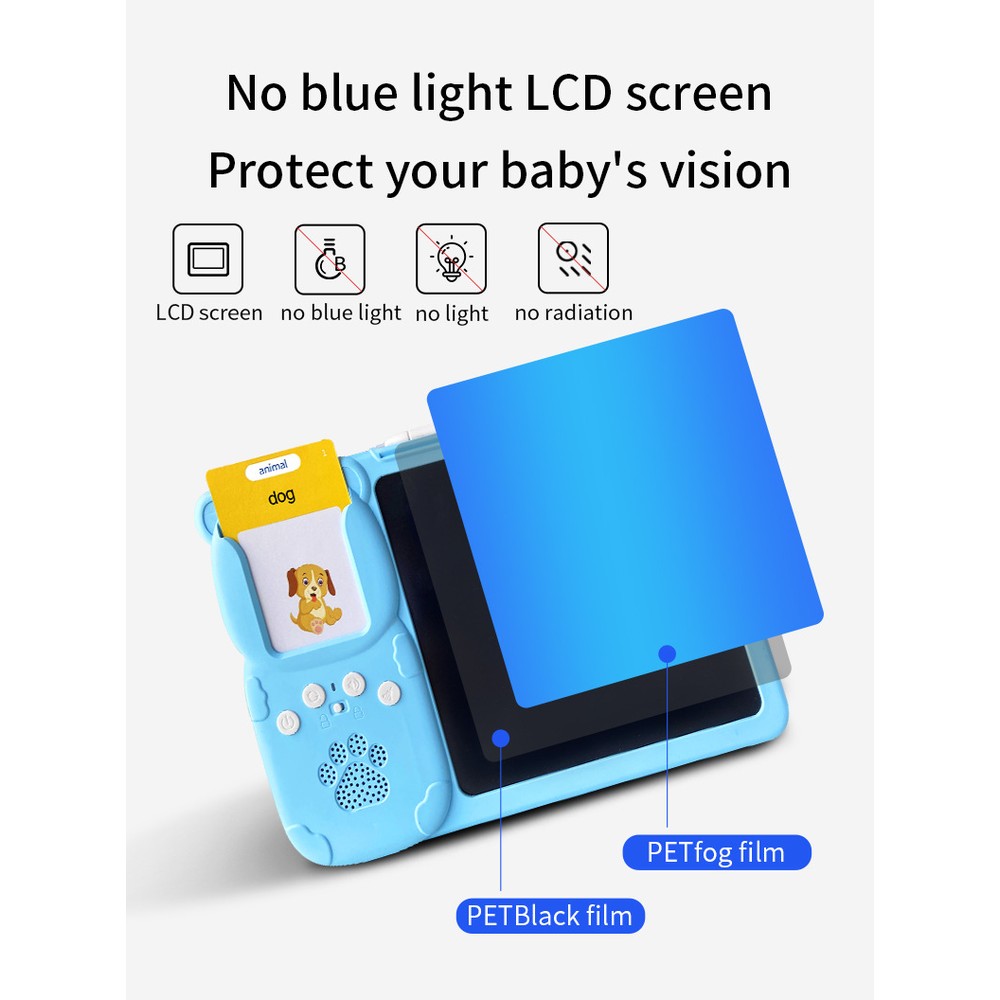 No blue light LCD screen
Protect your baby's vision
B
LCD screen
no blue light
no light
no radiation
animal
1
dog
PETfog film
PETBlack film